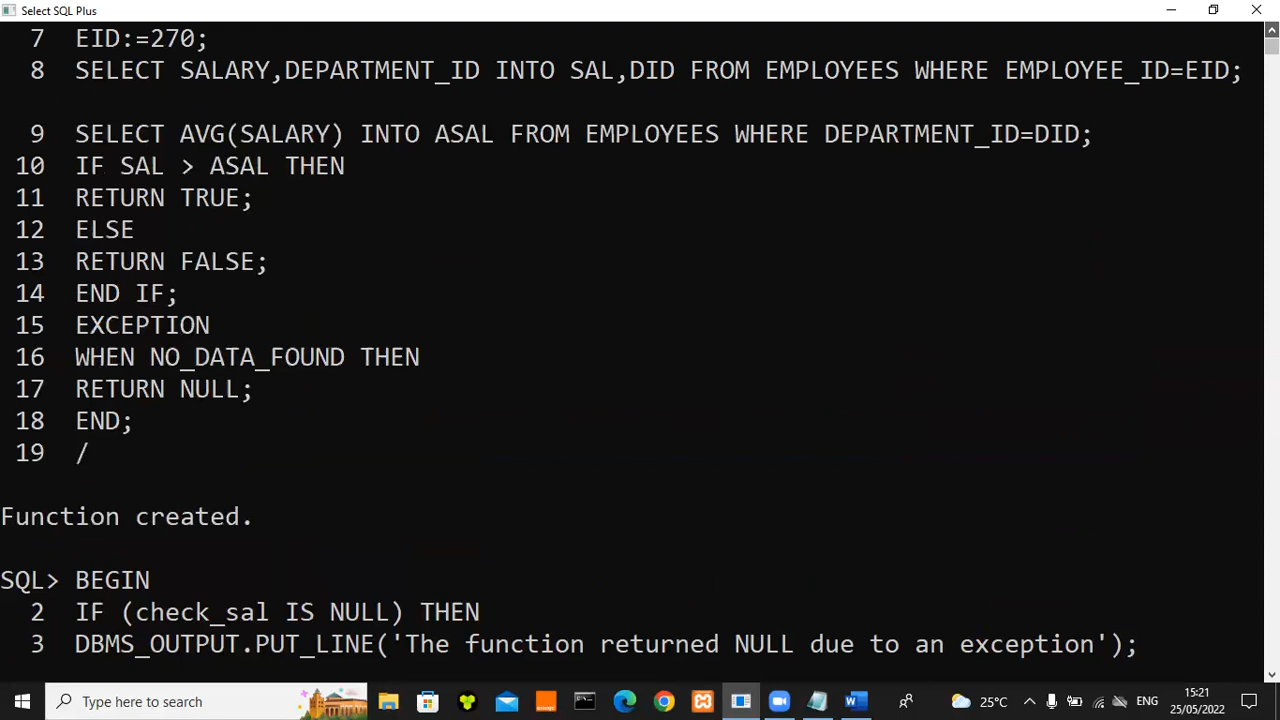 Select SQL Plus
7 EID:=270;
8 SELECT SALARY,DEPARTMENT_ID INTO SAL,DID FROM EMPLOYEES WHERE EMPLOYEE_ID=EID;
9 SELECT AVG(SALARY) INTO ASAL FROM EMPLOYEES WHERE DEPARTMENT_ID=DID;
10 IF SAL > ASAL THEN
11 RETURN TRUE;
12 ELSE
13 RETURN FALSE;
14 END IF;
15 EXCEPTION
16 WHEN NO_DATA_FOUND THEN
17 RETURN NULL;
18 END;
19 /
Function created.
SQL> BEGIN
2 IF (check_sal IS NULL) THEN
3 DBMS_OUTPUT.PUT_LINE('The function returned NULL due to an exception');
Type here to search
25°C
ENG
15:21
25/05/2022